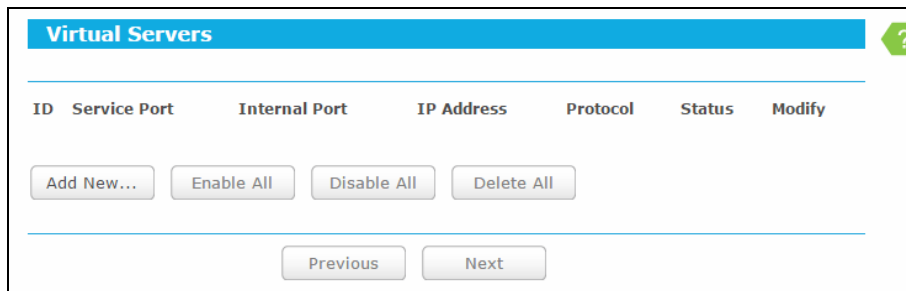 Virtual Servers
?
ID Service Port Internal Port IP Address Protocol Status Modify
Add New... Enable All Disable All Delete All
Previous Next